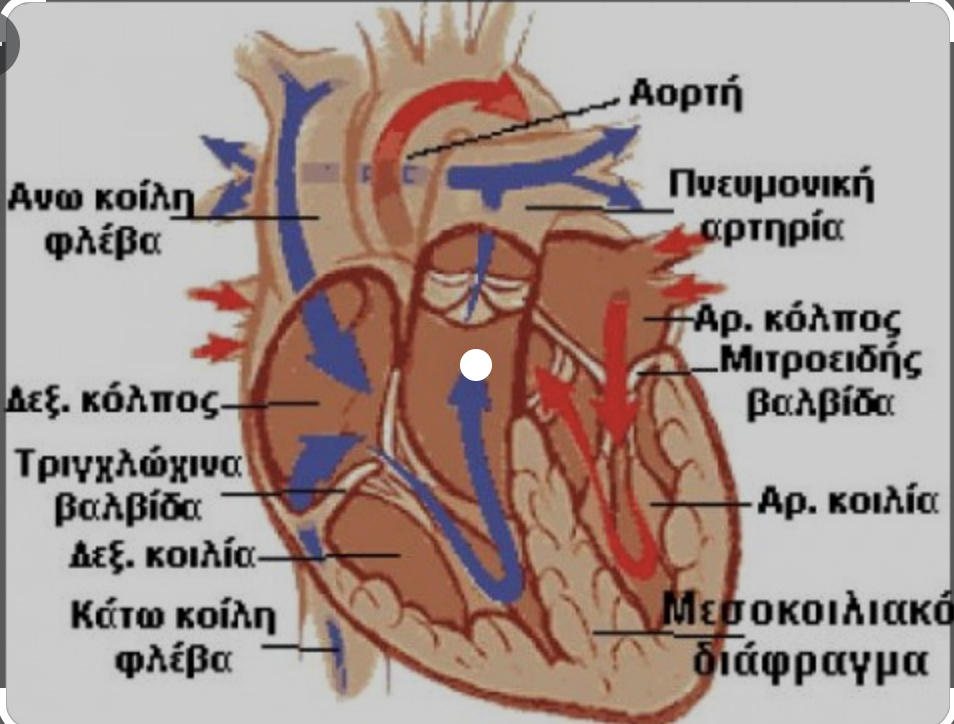 Αορτή
Ανω κοίλη
φλέβα
Πνευμονική
αρτηρία
Αρ. κόλπος
Μιτροειδής
βαλβίδα
Δεξ. κόλπος
Τριγχλώχινα
βαλβίδα
Αρ. κοιλία
Δεξ. κοιλία
Κάτω κοίλη
φλέβα
Μεσοκοιλιακό
διάφραγμα